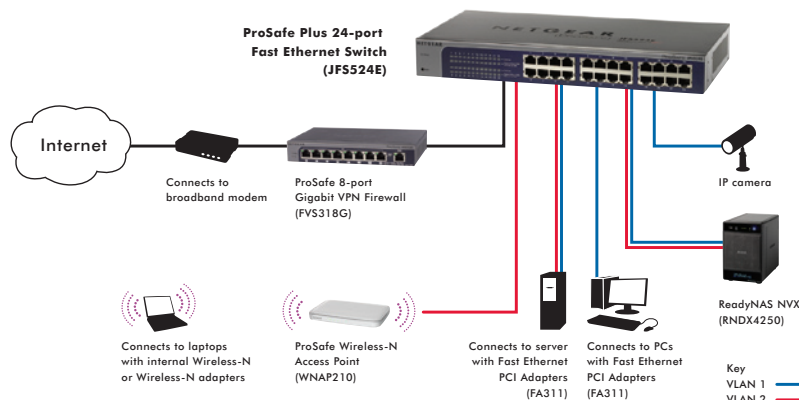 ProSafe Plus 24-port
Fast Ethernet Switch
(JFS524E)
NETGEAR
NETGEAR
Internet
Connects to
broadband modem
ProSafe 8-port
Gigabit VPN Firewall
(FVS318G)
IP camera
ReadyNAS NVX
(RNDX4250)
Connects to laptops
with internal Wireless-N
or Wireless-N adapters
ProSafe Wireless-N
Access Point
(WNAP210)
Connects to server
with Fast Ethernet
PCI Adapters
(FA311)
Connects to PCs
with Fast Ethernet
PCI Adapters
(FA311)
Key
VLAN 1
VLAN 2